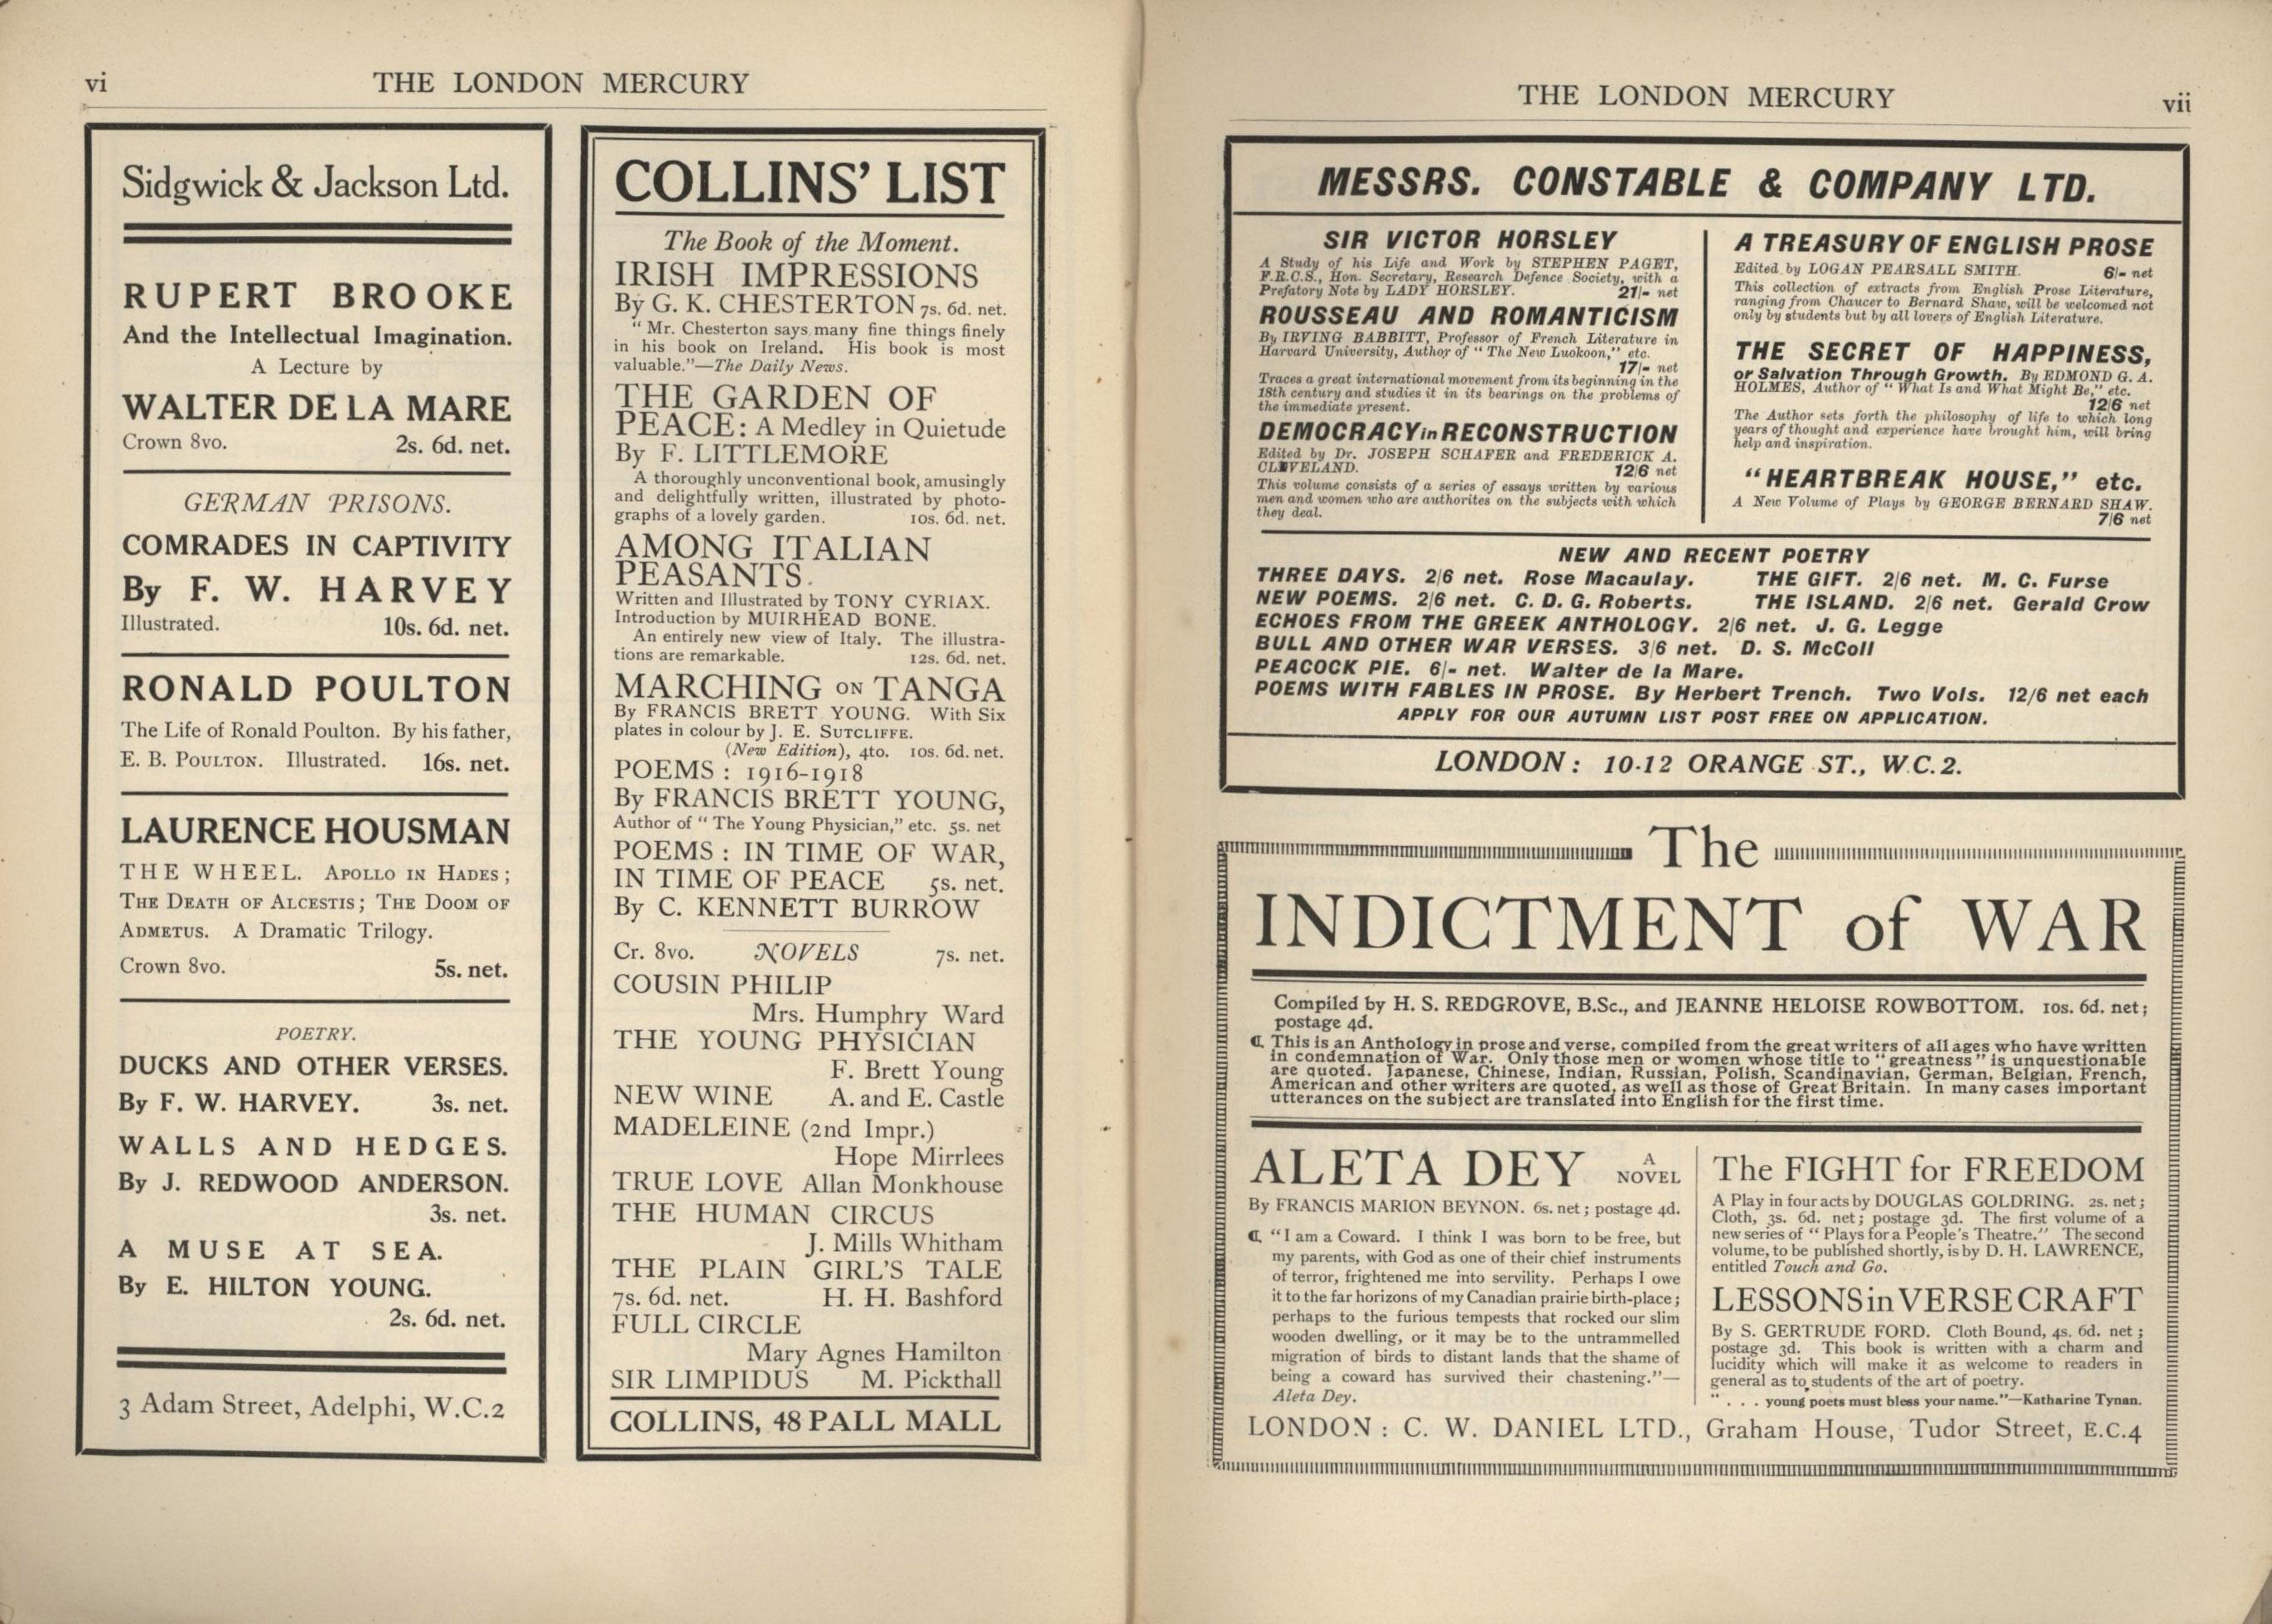 vi
THE LONDON MERCURY
Sidgwick & Jackson Ltd.
RUPERT BROOKE
And the Intellectual Imagination.
A Lecture by
WALTER DE LA MARE
Crown 8vo. 2s. 6d. net.
GERMAN PRISONS.
COMRADES IN CAPTIVITY
By F. W. HARVEY
Illustrated. 10s. 6d. net.
RONALD POULTON
The Life of Ronald Poulton. By his father,
E. B. POULTON. Illustrated. 16s. net.
LAURENCE HOUSMAN
THE WHEEL. APOLLO IN HADES;
THE DEATH OF ALCESTIS; THE DOOM OF
ADMETUS. A Dramatic Trilogy.
Crown 8vo. 5s. net.
POETRY.
DUCKS AND OTHER VERSES.
By F. W. HARVEY. 3s. net.
WALLS AND HEDGES.
By J. REDWOOD ANDERSON.
3s. net.
A MUSE AT SEA.
By E. HILTON YOUNG.
2s. 6d. net.
3 Adam Street, Adelphi, W.C.2
COLLINS' LIST
The Book of the Moment.
IRISH IMPRESSIONS
By G. K. CHESTERTON 7s. 6d. net.
" Mr. Chesterton says many fine things finely
in his book on Ireland. His book is most
valuable."—The Daily News.
THE GARDEN OF
PEACE: A Medley in Quietude
By F. LITTLEMORE
A thoroughly unconventional book, amusingly
and delightfully written, illustrated by photo-
graphs of a lovely garden. 10s. 6d. net.
AMONG ITALIAN
PEASANTS.
Written and Illustrated by TONY CYRIAX.
Introduction by MUIRHEAD BONE.
An entirely new view of Italy. The illustra-
tions are remarkable. 12s. 6d. net.
MARCHING ON TANGA
By FRANCIS BRETT YOUNG. With Six
plates in colour by J. E. SUTCLIFFE.
(New Edition), 4to. 10s. 6d. net.
POEMS : 1916-1918
By FRANCIS BRETT YOUNG,
Author of " The Young Physician," etc. 5s. net
POEMS : IN TIME OF WAR,
IN TIME OF PEACE 5s. net.
By C. KENNETT BURROW
Cr. 8vo. NOVELS 7s. net.
COUSIN PHILIP
Mrs. Humphry Ward
THE YOUNG PHYSICIAN
F. Brett Young
NEW WINE A. and E. Castle
MADELEINE (2nd Impr.)
Hope Mirrlees
TRUE LOVE Allan Monkhouse
THE HUMAN CIRCUS
J. Mills Whitham
THE PLAIN GIRL'S TALE
7s. 6d. net. H. H. Bashford
FULL CIRCLE
Mary Agnes Hamilton
SIR LIMPIDUS M. Pickthall
COLLINS, 48 PALL MALL
THE LONDON MERCURY
vii
MESSRS. CONSTABLE & COMPANY LTD.
SIR VICTOR HORSLEY
A Study of his Life and Work by STEPHEN PAGET,
F.R.C.S., Hon. Secretary, Research Defence Society, with a
Prefatory Note by LADY HORSLEY. 21/- net
ROUSSEAU AND ROMANTICISM
By IRVING BABBITT, Professor of French Literature in
Harvard University, Author of " The New Luokoon," etc.
17/- net
Traces a great international movement from its beginning in the
18th century and studies it in its bearings on the problems of
the immediate present.
DEMOCRACY in RECONSTRUCTION
Edited by Dr. JOSEPH SCHAFER and FREDERICK A.
CLEVELAND. 12/6 net
This volume consists of a series of essays written by various
men and women who are authorites on the subjects with which
they deal.
A TREASURY OF ENGLISH PROSE
Edited by LOGAN PEARSALL SMITH. 6/- net
This collection of extracts from English Prose Literature,
ranging from Chaucer to Bernard Shaw, will be welcomed not
only by students but by all lovers of English Literature.
THE SECRET OF HAPPINESS,
or Salvation Through Growth. By EDMOND G. A.
HOLMES, Author of " What Is and What Might Be," etc.
12/6 net
The Author sets forth the philosophy of life to which long
years of thought and experience have brought him, will bring
help and inspiration.
"HEARTBREAK HOUSE," etc.
A New Volume of Plays by GEORGE BERNARD SHAW.
7/6 net
NEW AND RECENT POETRY
THREE DAYS. 2/6 net. Rose Macaulay. THE GIFT. 2/6 net. M. C. Furse
NEW POEMS. 2/6 net. C. D. G. Roberts. THE ISLAND. 2/6 net. Gerald Crow
ECHOES FROM THE GREEK ANTHOLOGY. 2/6 net. J. G. Legge
BULL AND OTHER WAR VERSES. 3/6 net. D. S. McColl
PEACOCK PIE. 6/- net. Walter de la Mare.
POEMS WITH FABLES IN PROSE. By Herbert Trench. Two Vols. 12/6 net each
APPLY FOR OUR AUTUMN LIST POST FREE ON APPLICATION.
LONDON : 10-12 ORANGE ST., W.C.2.
The
INDICTMENT of WAR
Compiled by H. S. REDGROVE, B.Sc., and JEANNE HELOISE ROWBOTTOM. 10s. 6d. net;
postage 4d.
¶ This is an Anthology in prose and verse, compiled from the great writers of all ages who have written
in condemnation of War. Only those men or women whose title to "greatness" is unquestionable
are quoted. Japanese, Chinese, Indian, Russian, Polish, Scandinavian, German, Belgian, French,
American and other writers are quoted, as well as those of Great Britain. In many cases important
utterances on the subject are translated into English for the first time.
ALETA DEY A NOVEL
By FRANCIS MARION BEYNON. 6s. net; postage 4d.
¶ "I am a Coward. I think I was born to be free, but
my parents, with God as one of their chief instruments
of terror, frightened me into servility. Perhaps I owe
it to the far horizons of my Canadian prairie birth-place;
perhaps to the furious tempests that rocked our slim
wooden dwelling, or it may be to the untrammelled
migration of birds to distant lands that the shame of
being a coward has survived their chastening."—
Aleta Dey.
The FIGHT for FREEDOM
A Play in four acts by DOUGLAS GOLDRING. 2s. net;
Cloth, 3s. 6d. net; postage 3d. The first volume of a
new series of " Plays for a People's Theatre." The second
volume, to be published shortly, is by D. H. LAWRENCE,
entitled Touch and Go.
LESSONS in VERSECRAFT
By S. GERTRUDE FORD. Cloth Bound, 4s. 6d. net;
postage 3d. This book is written with a charm and
lucidity which will make it as welcome to readers in
general as to students of the art of poetry.
" . . . young poets must bless your name."—Katharine Tynan.
LONDON : C. W. DANIEL LTD., Graham House, Tudor Street, E.C.4